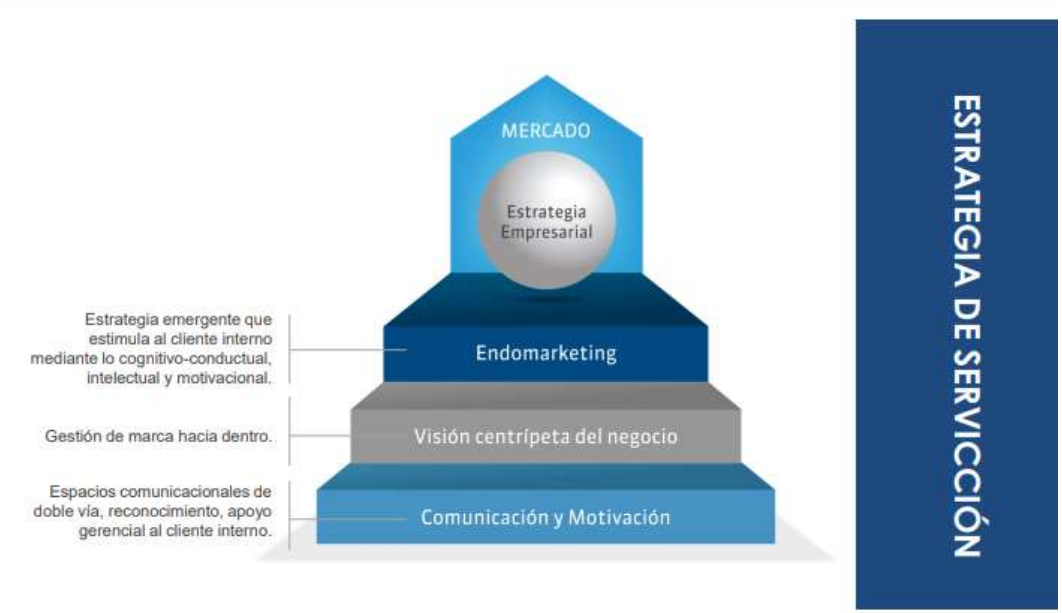 MERCADO
Estrategia
Empresarial
Estrategia emergente que
estimula al cliente interno
mediante lo cognitivo-conductual,
intelectual y motivacional.
Endomarketing
Gestión de marca hacia dentro.
Visión centrípeta del negocio
Espacios comunicacionales de
doble vía, reconocimiento, apoyo
gerencial al cliente interno.
Comunicación y Motivación
ESTRATEGIA DE SERVICCIÓN